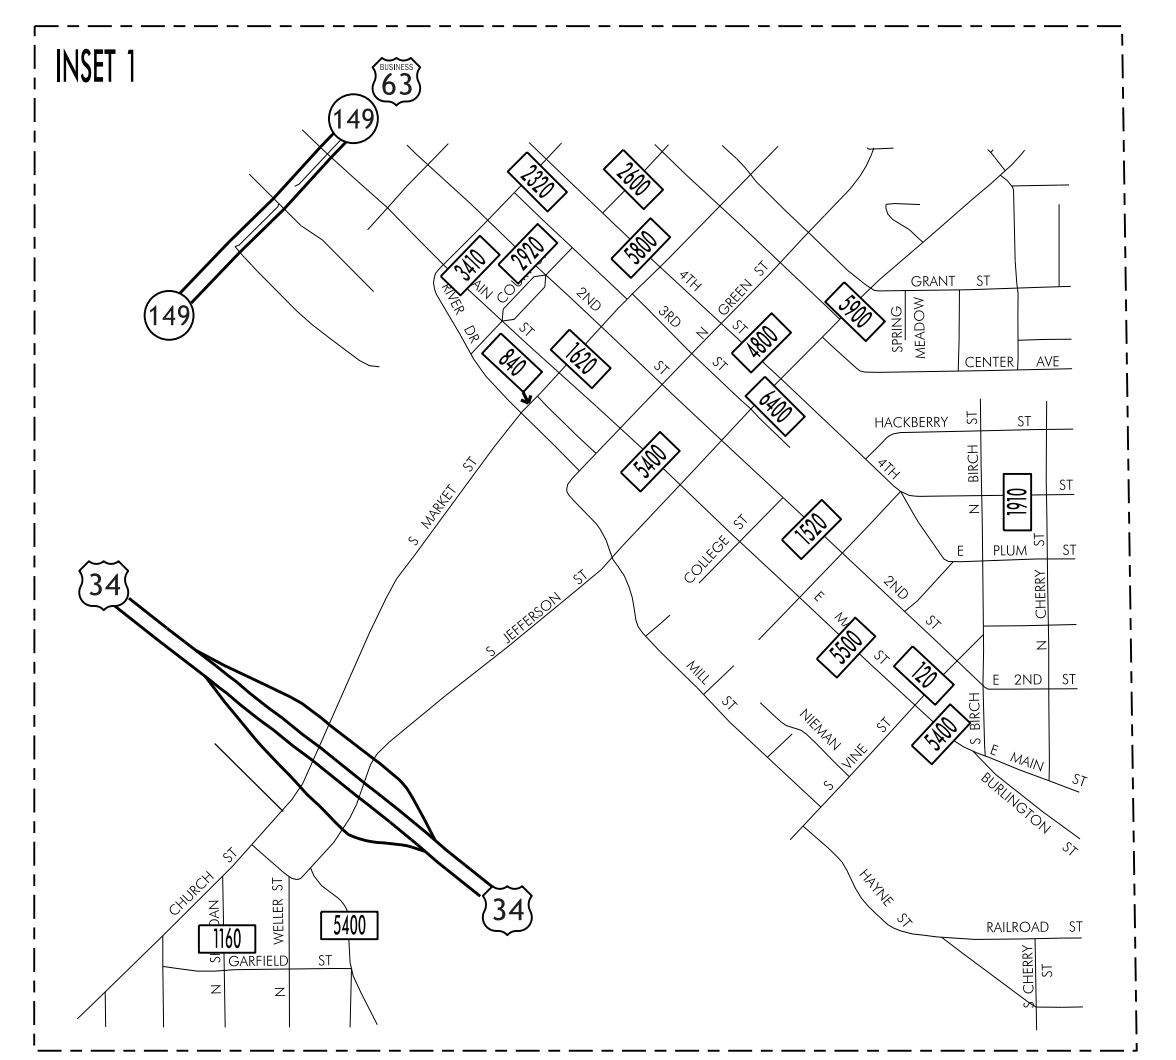 INSET 1
BUSINESS
63
149
149
2320
2600
3410
2920
5800
RIVER DR
ST
2ND ST
4TH ST
3RD ST
N GREEN ST
GRANT ST
5900
SPRING
MEADOW
840
1620
4800
CENTER AVE
6400
HACKBERRY ST
S MARKET ST
5400
4TH ST
N BIRCH ST
1910
COLLEGE ST
1520
E PLUM ST
34
S JEFFERSON ST
2ND ST
N CHERRY ST
E
ST
5500
120
MILL ST
E 2ND ST
NIEMAN
S VINE ST
5400
S BIRCH
E MAIN ST
BURLINGTON ST
CHURCH ST
HAYNE ST
34
N WELLER ST
1160
5400
N
GARFIELD ST
RAILROAD ST
S CHERRY ST